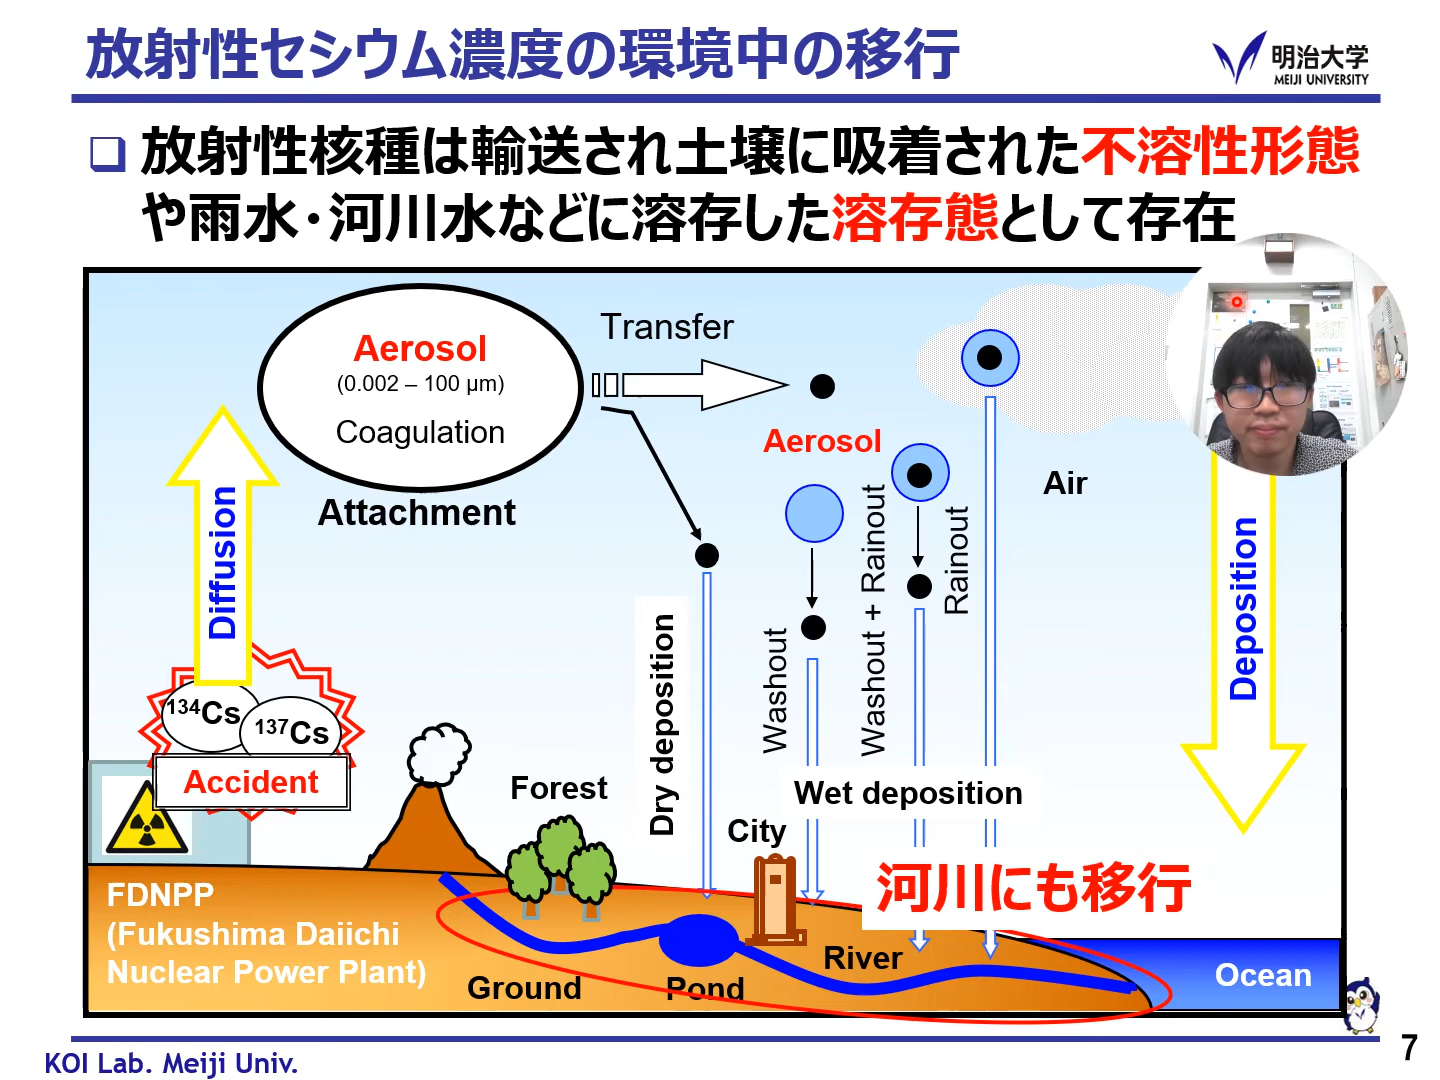 放射性セシウム濃度の環境中の移行
明治大学
MEIJI UNIVERSITY
放射性核種は輸送され土壌に吸着された不溶性形態
や雨水・河川水などに溶存した溶存態として存在
Aerosol
(0.002 – 100 μm)
Coagulation
Attachment
Transfer
Aerosol
Air
Diffusion
Deposition
Dry deposition
Washout
Washout + Rainout
Rainout
Wet deposition
134Cs
137Cs
Accident
Forest
City
河川にも移行
FDNPP
(Fukushima Daiichi
Nuclear Power Plant)
Ground
Pond
River
Ocean
KOI Lab. Meiji Univ.
7